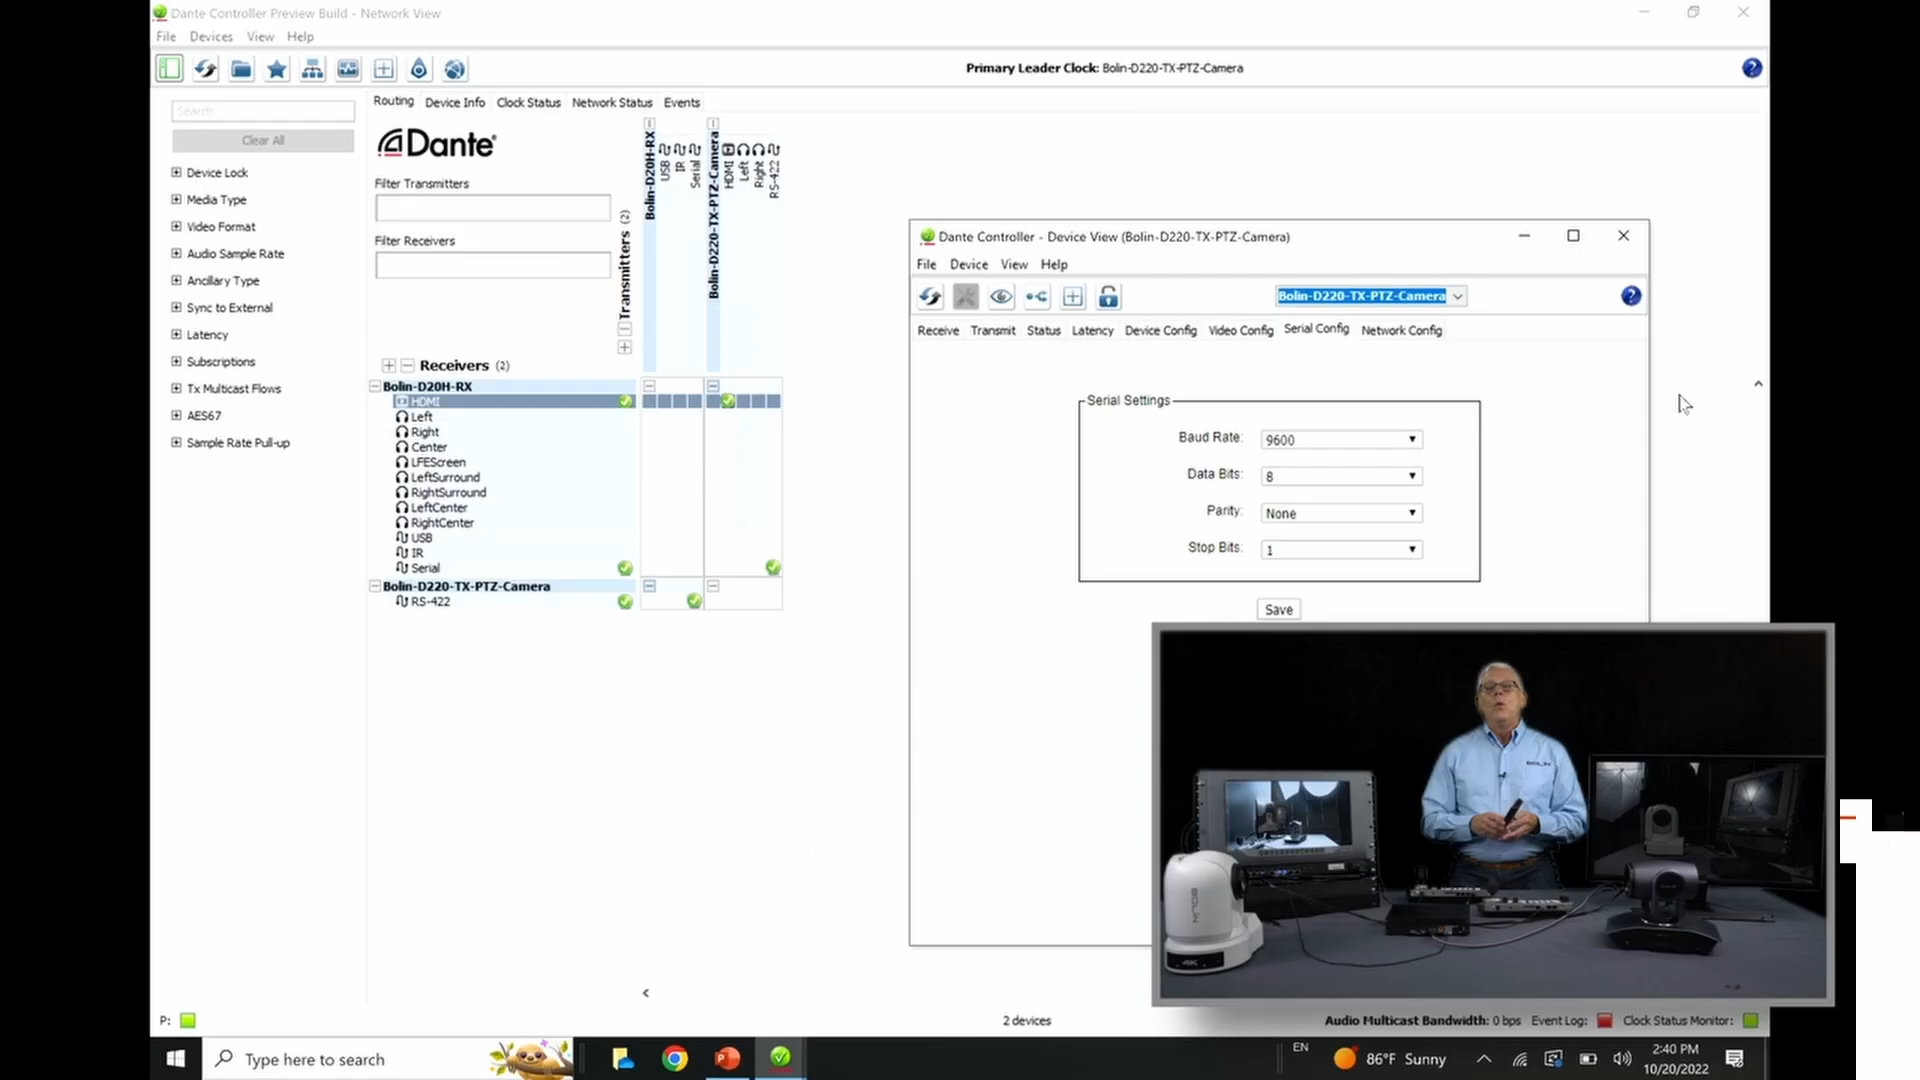 Dante Controller Preview Build - Network View
File Devices View Help
Primary Leader Clock: Bolin-D220-TX-PTZ-Camera
Search
Clear All
Device Lock
Media Type
Video Format
Audio Sample Rate
Ancillary Type
Sync to External
Latency
Subscriptions
Tx Multicast Flows
AES67
Sample Rate Pull-up
Routing Device Info Clock Status Network Status Events
Dante
Filter Transmitters
Filter Receivers
Transmitters (2)
Bolin-D20H-RX
USB
IR
Serial
Bolin-D220-TX-PTZ-Camera
HDMI
Left
Right
RS-422
Receivers (2)
Bolin-D20H-RX
HDMI
Left
Right
Center
LFEScreen
LeftSurround
RightSurround
LeftCenter
RightCenter
USB
IR
Serial
Bolin-D220-TX-PTZ-Camera
RS-422
Dante Controller - Device View (Bolin-D220-TX-PTZ-Camera)
File Device View Help
Bolin-D220-TX-PTZ-Camera
Receive Transmit Status Latency Device Config Video Config Serial Config Network Config
Serial Settings
Baud Rate: 9600
Data Bits: 8
Parity: None
Stop Bits: 1
Save
BOLIN
4K
P:
2 devices
Audio Multicast Bandwidth: 0 bps Event Log: Clock Status Monitor:
Type here to search
EN
86°F Sunny
2:40 PM
10/20/2022